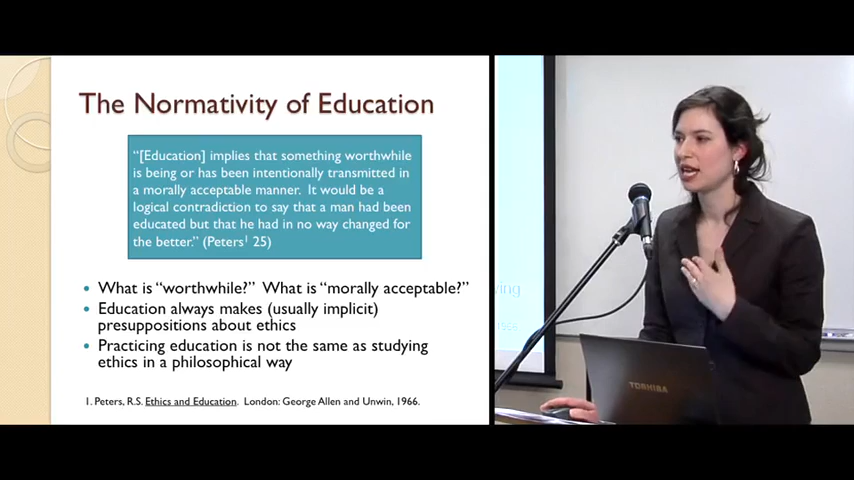 The Normativity of Education
“[Education] implies that something worthwhile
is being or has been intentionally transmitted in
a morally acceptable manner.  It would be a
logical contradiction to say that a man had been
educated but that he had in no way changed for
the better.” (Peters¹ 25)
• What is “worthwhile?”  What is “morally acceptable?”
• Education always makes (usually implicit)
presuppositions about ethics
• Practicing education is not the same as studying
ethics in a philosophical way
1. Peters, R.S. Ethics and Education.  London: George Allen and Unwin, 1966.
TOSHIBA